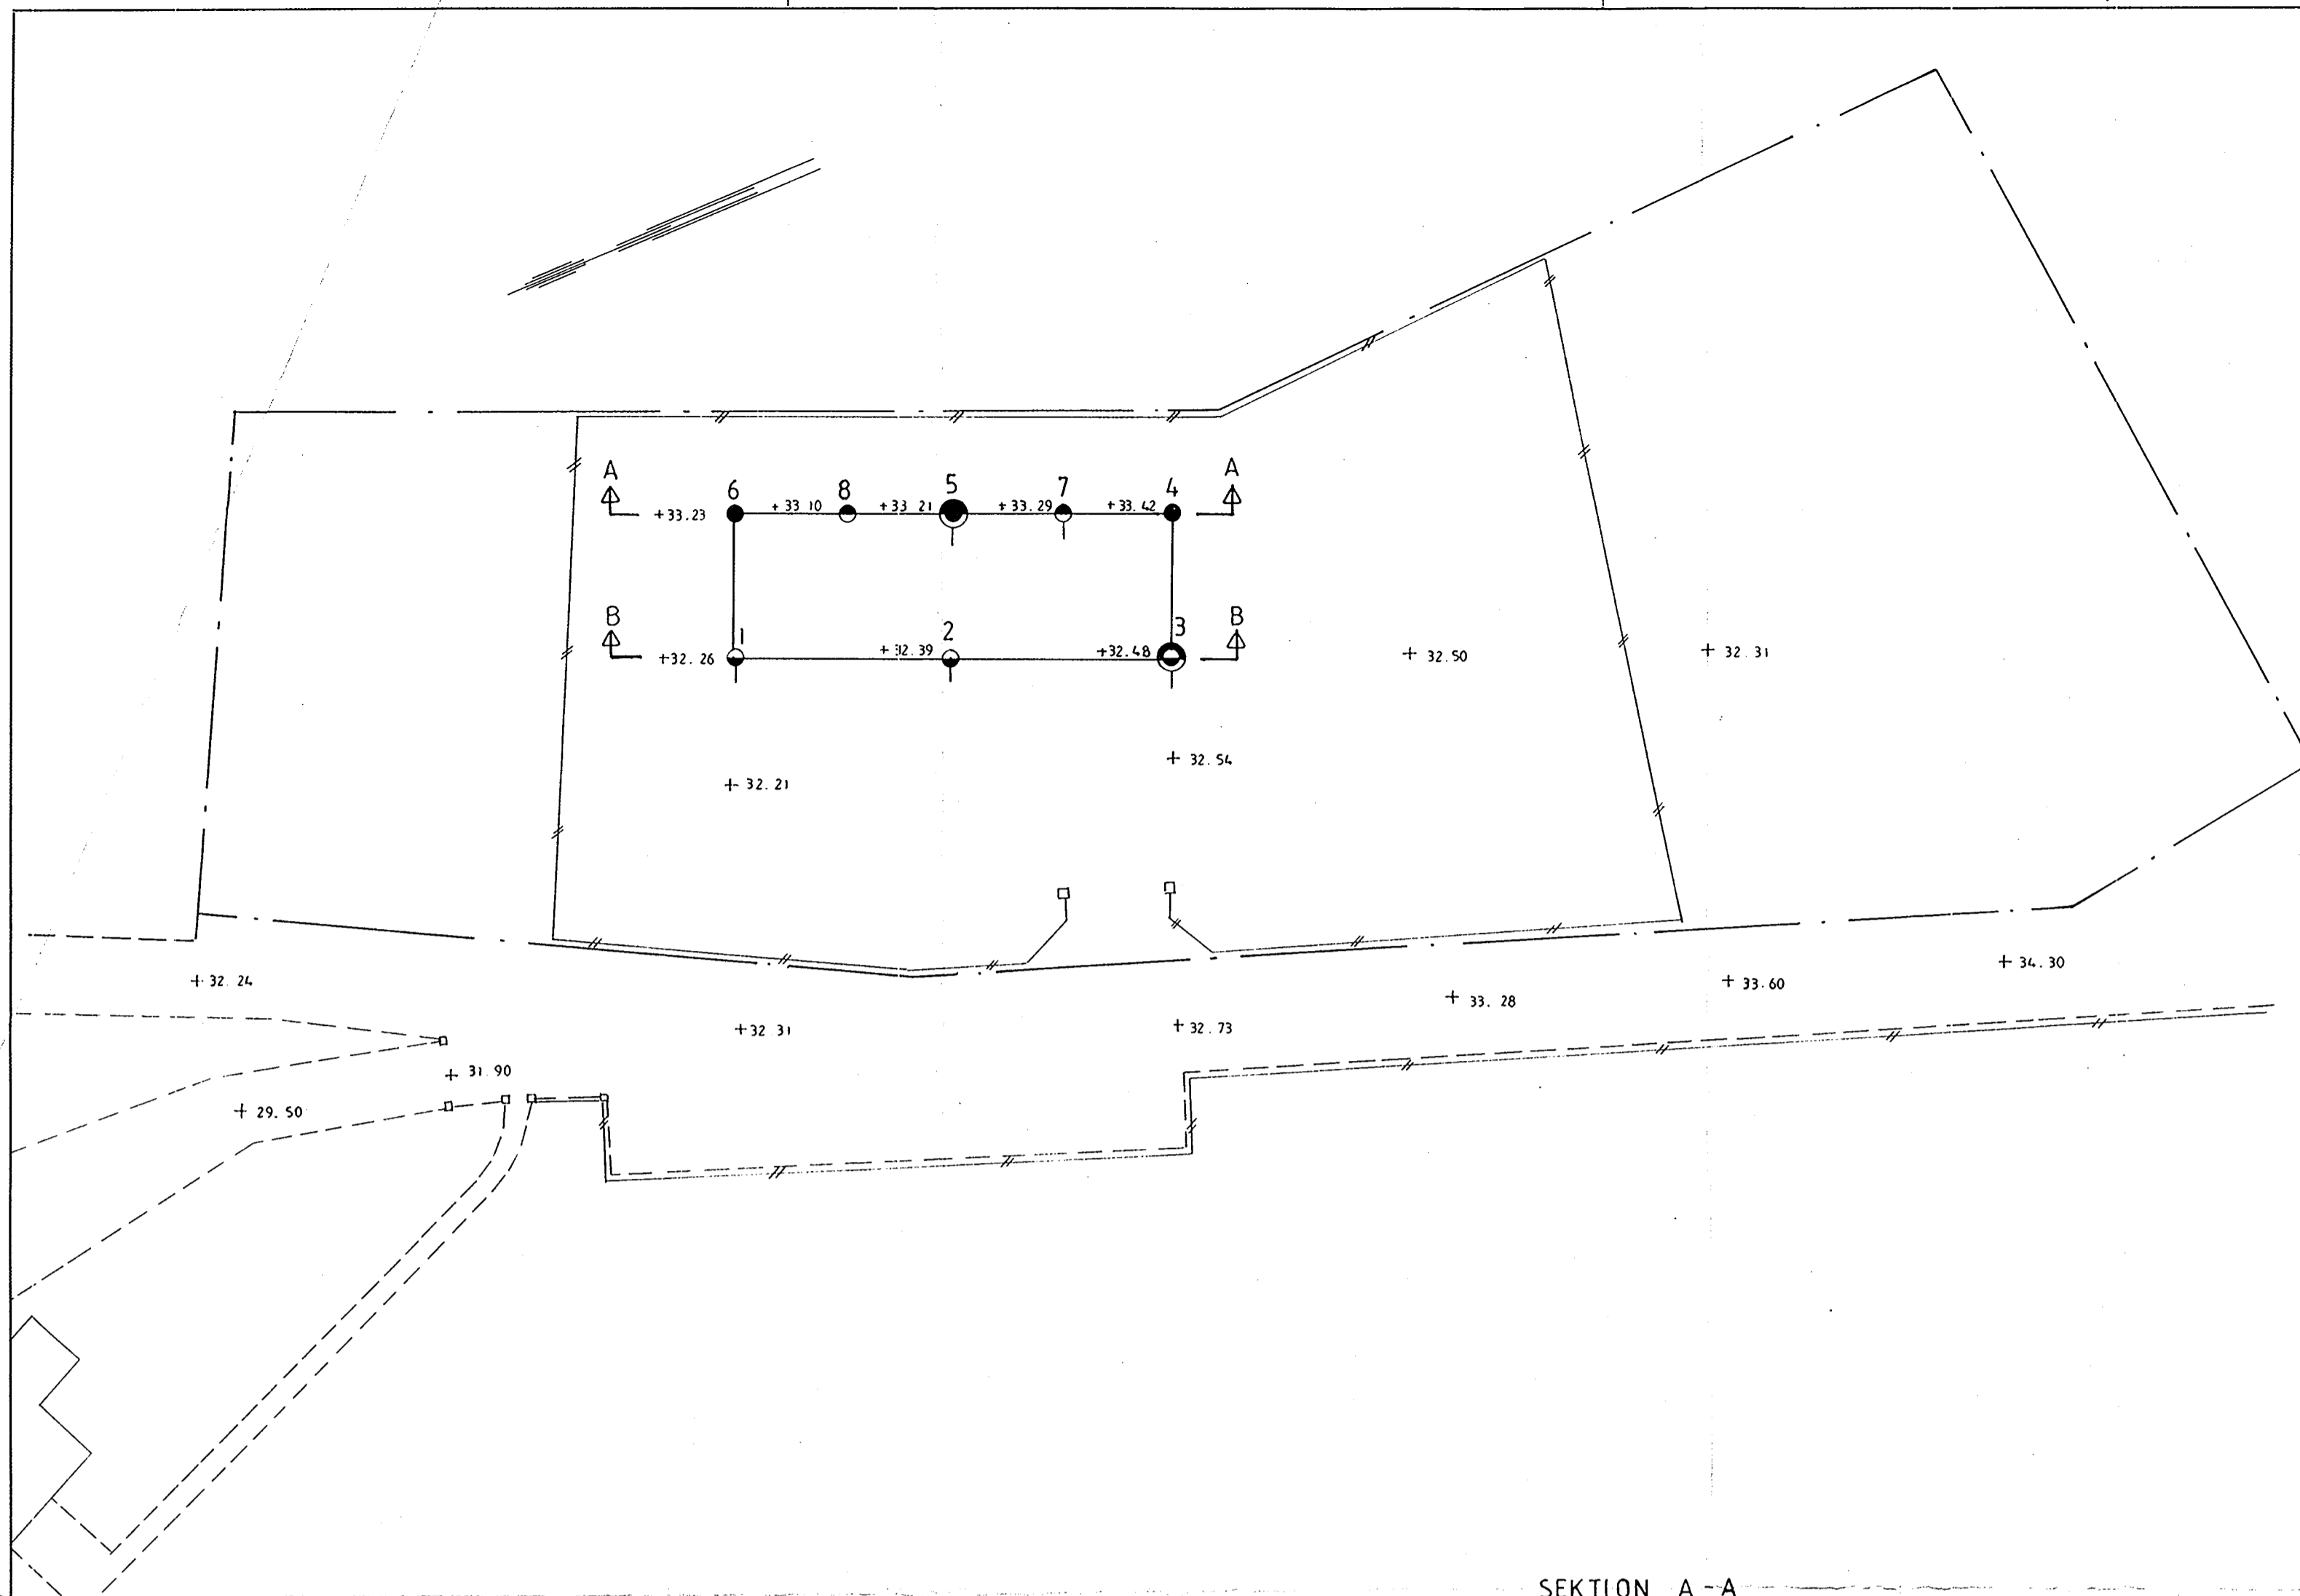 A A
6 8 5 7 4
+33.23 +33.10 +33.21 +33.29 +33.42
B B
1 2 3
+32.26 +32.39 +32.48
+32.50 +32.31
+32.54
+32.21
+34.30
+32.24 +33.60
+33.28
+32.31 +32.73
+31.90
+29.50
SEKTION A-A